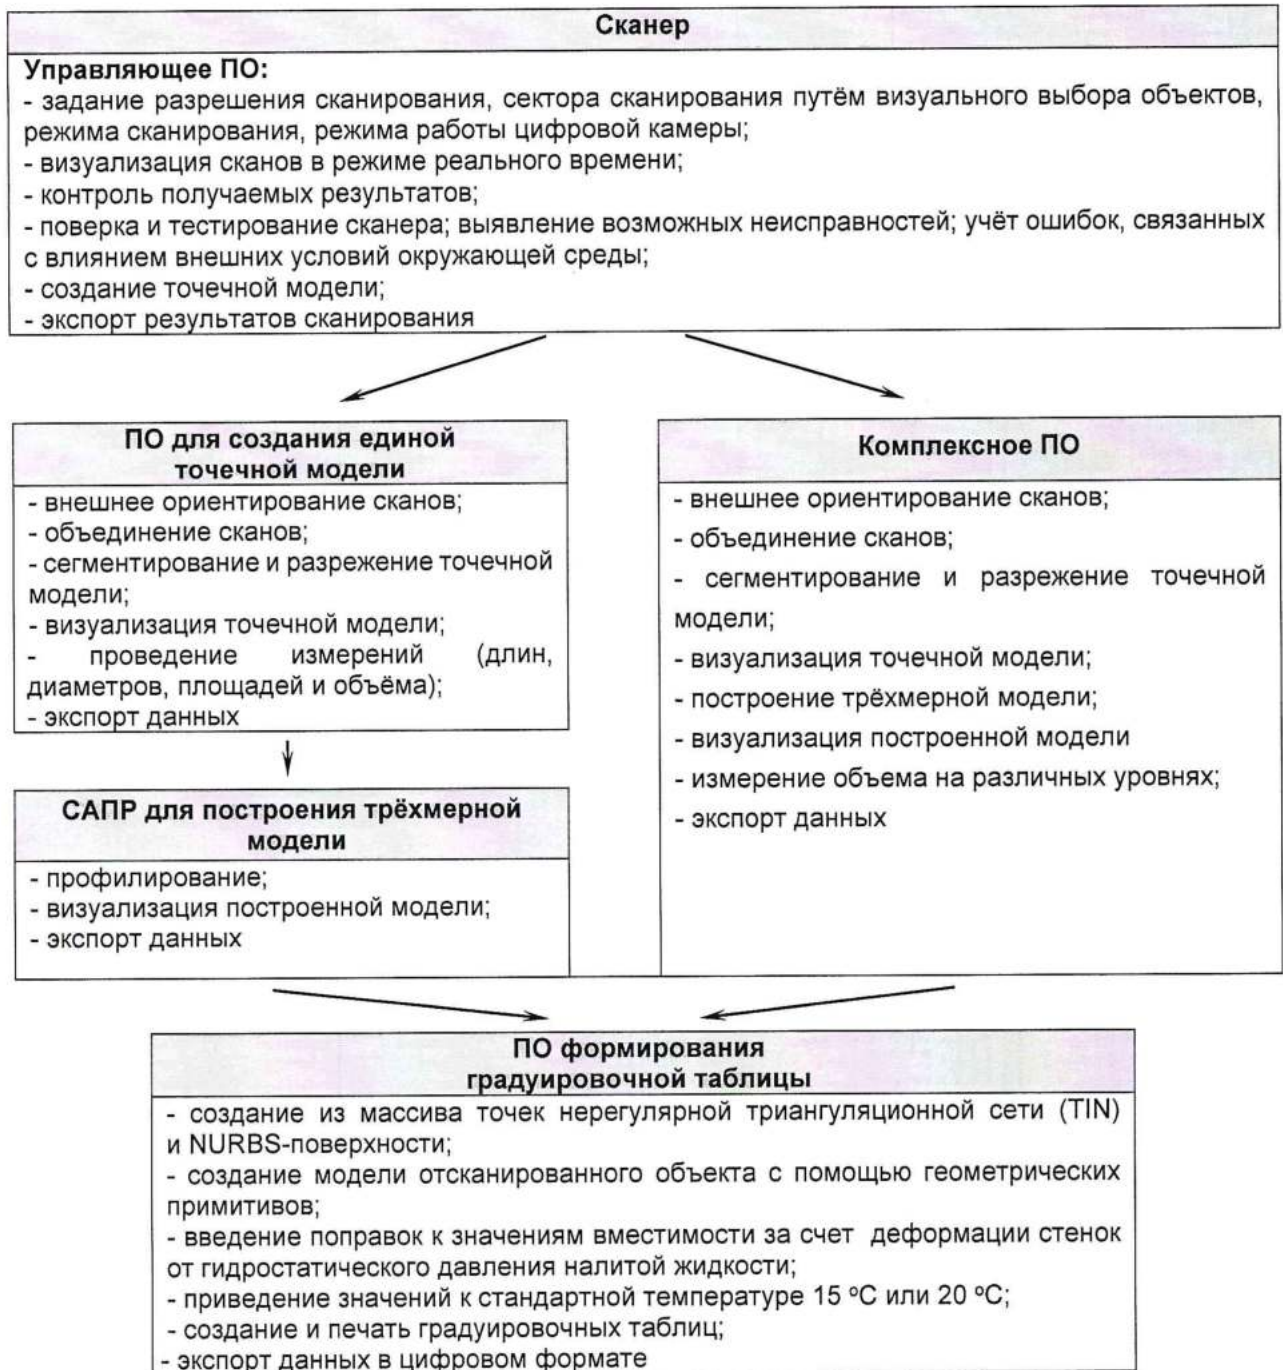 Сканер
Управляющее ПО:
- задание разрешения сканирования, сектора сканирования путём визуального выбора объектов,
режима сканирования, режима работы цифровой камеры;
- визуализация сканов в режиме реального времени;
- контроль получаемых результатов;
- поверка и тестирование сканера; выявление возможных неисправностей; учёт ошибок, связанных
с влиянием внешних условий окружающей среды;
- создание точечной модели;
- экспорт результатов сканирования
ПО для создания единой
точечной модели
- внешнее ориентирование сканов;
- объединение сканов;
- сегментирование и разрежение точечной
модели;
- визуализация точечной модели;
- проведение измерений (длин,
диаметров, площадей и объёма);
- экспорт данных
САПР для построения трёхмерной
модели
- профилирование;
- визуализация построенной модели;
- экспорт данных
Комплексное ПО
- внешнее ориентирование сканов;
- объединение сканов;
- сегментирование и разрежение точечной
модели;
- визуализация точечной модели;
- построение трёхмерной модели;
- визуализация построенной модели
- измерение объема на различных уровнях;
- экспорт данных
ПО формирования
градуировочной таблицы
- создание из массива точек нерегулярной триангуляционной сети (TIN)
и NURBS-поверхности;
- создание модели отсканированного объекта с помощью геометрических
примитивов;
- введение поправок к значениям вместимости за счет деформации стенок
от гидростатического давления налитой жидкости;
- приведение значений к стандартной температуре 15 ºС или 20 ºС;
- создание и печать градуировочных таблиц;
- экспорт данных в цифровом формате